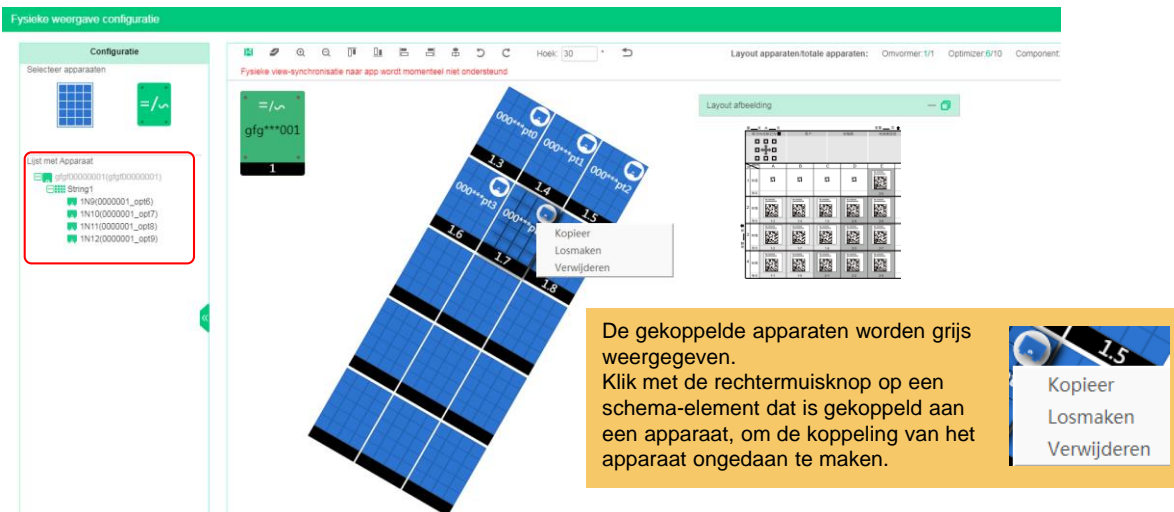 Fysieke weergave configuratie
Configuratie
Selecteer apparaaten
Lijst met Apparaat
gfgf00000001(gfgf00000001)
String1
1N9(0000001_opt6)
1N10(0000001_opt7)
1N11(0000001_opt8)
1N12(0000001_opt9)
Hoek: 30 °
Layout apparaten/totale apparaten: Omvormer:1/1 Optimizer:6/10 Component:
Fysieke view-synchronisatie naar app wordt momenteel niet ondersteund
gfg***001
1
000***pt0
000***pt1
000***pt2
1.3
1.4
1.5
000***pt3
1.6
1.7
1.8
Kopieer
Losmaken
Verwijderen
Layout afbeelding
A B C D E
De gekoppelde apparaten worden grijs
weergegeven.
Klik met de rechtermuisknop op een
schema-element dat is gekoppeld aan
een apparaat, om de koppeling van het
apparaat ongedaan te maken.
1.5
Kopieer
Losmaken
Verwijderen